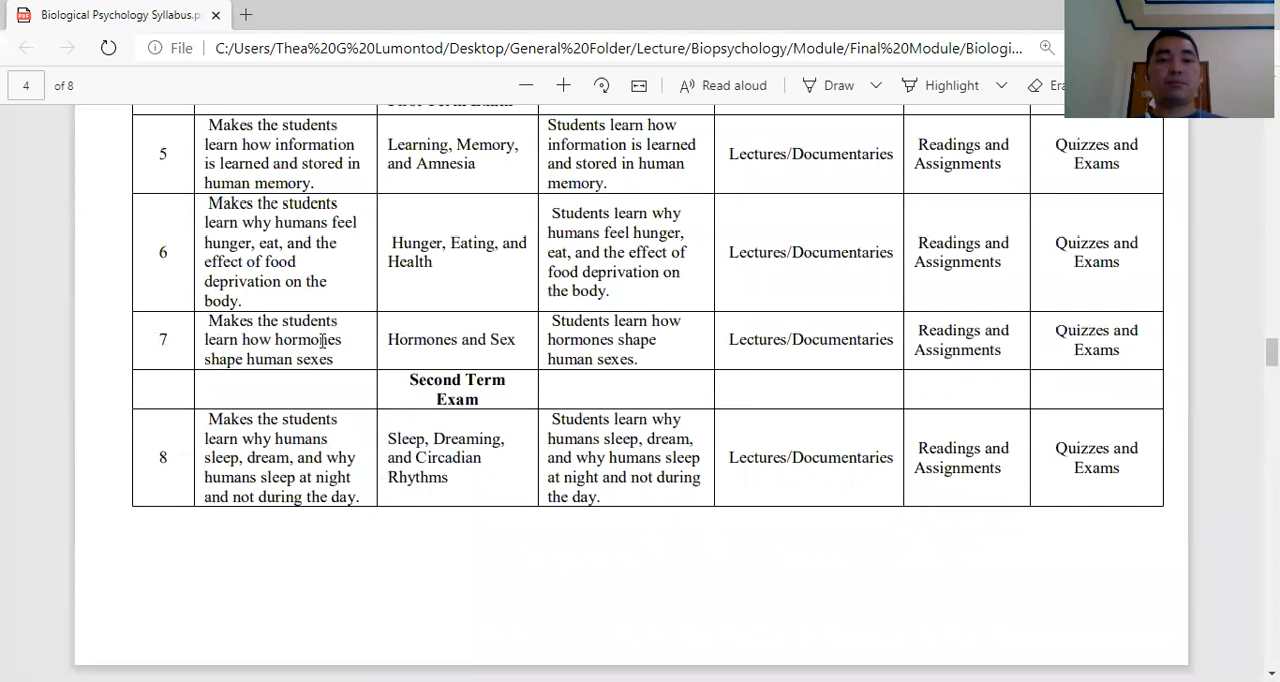 Biological Psychology Syllabus.p
File C:/Users/Thea%20G%20Lumontod/Desktop/General%20Folder/Lecture/Biopsychology/Module/Final%20Module/Biologi...
4 of 8 Read aloud Draw Highlight Era
First Term Exam
5
Makes the students
learn how information
is learned and stored in
human memory.
Learning, Memory,
and Amnesia
Students learn how
information is learned
and stored in human
memory.
Lectures/Documentaries
Readings and
Assignments
Quizzes and
Exams
6
Makes the students
learn why humans feel
hunger, eat, and the
effect of food
deprivation on the
body.
Hunger, Eating, and
Health
Students learn why
humans feel hunger,
eat, and the effect of
food deprivation on
the body.
Lectures/Documentaries
Readings and
Assignments
Quizzes and
Exams
7
Makes the students
learn how hormones
shape human sexes
Hormones and Sex
Students learn how
hormones shape
human sexes.
Lectures/Documentaries
Readings and
Assignments
Quizzes and
Exams
Second Term
Exam
8
Makes the students
learn why humans
sleep, dream, and why
humans sleep at night
and not during the day.
Sleep, Dreaming,
and Circadian
Rhythms
Students learn why
humans sleep, dream,
and why humans sleep
at night and not during
the day.
Lectures/Documentaries
Readings and
Assignments
Quizzes and
Exams